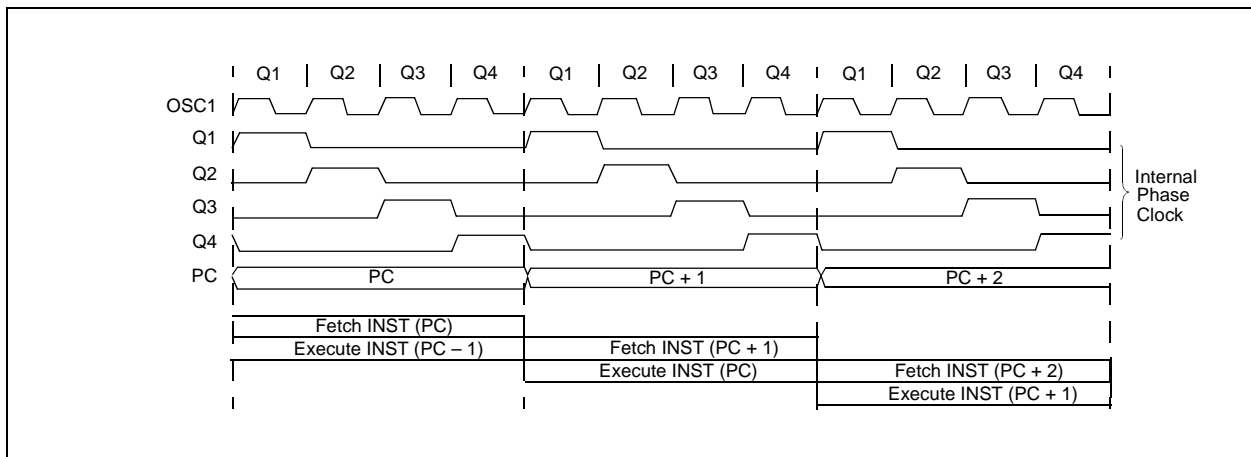 Q1 Q2 Q3 Q4 Q1 Q2 Q3 Q4 Q1 Q2 Q3 Q4
OSC1
Q1
Q2
Q3
Q4
Internal
Phase
Clock
PC PC PC + 1 PC + 2
Fetch INST (PC)
Execute INST (PC – 1) Fetch INST (PC + 1)
Execute INST (PC) Fetch INST (PC + 2)
Execute INST (PC + 1)